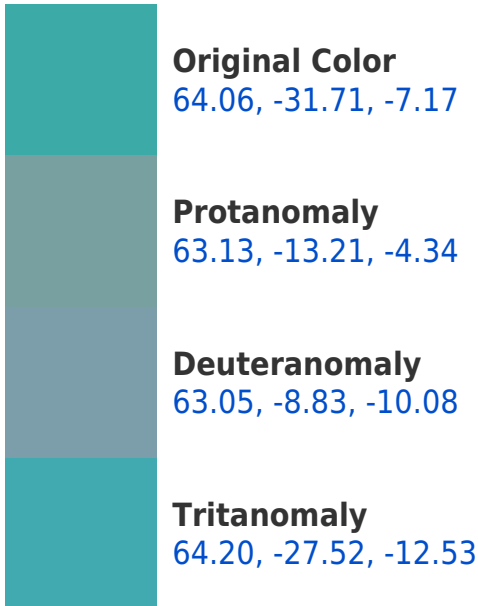 Original Color
64.06, -31.71, -7.17
Protanomaly
63.13, -13.21, -4.34
Deuteranomaly
63.05, -8.83, -10.08
Tritanomaly
64.20, -27.52, -12.53